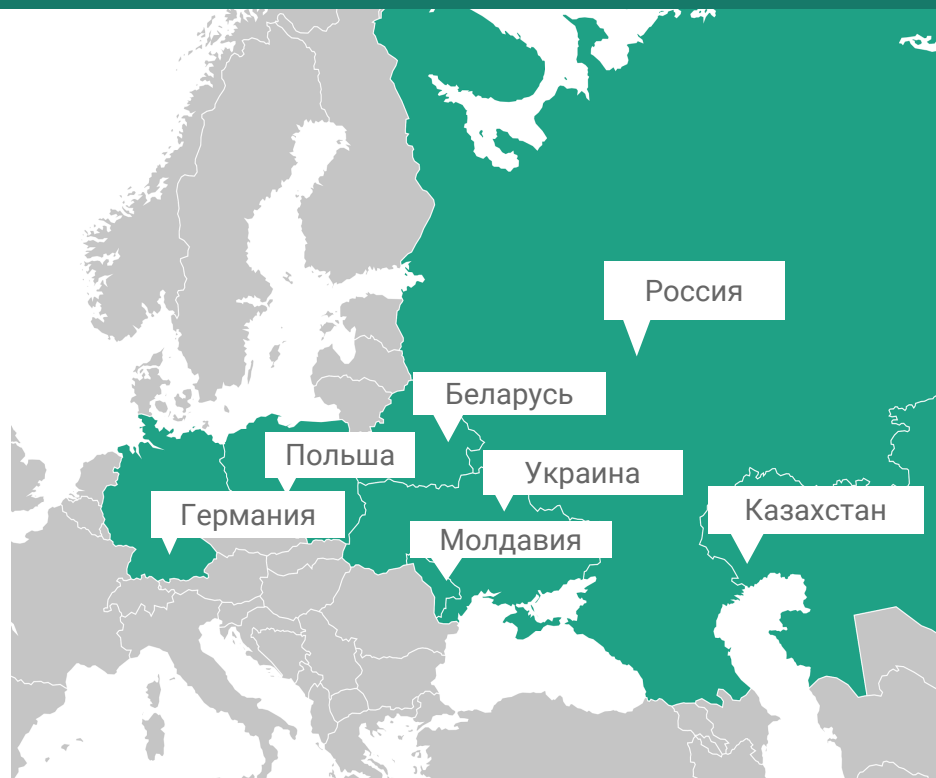 Россия
Беларусь
Польша
Украина
Германия
Казахстан
Молдавия